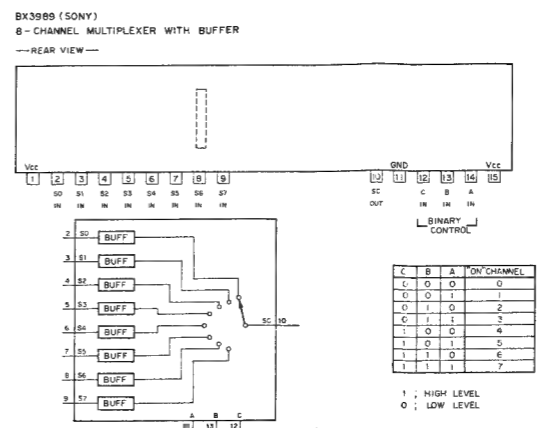 BX3989 (SONY)
8-CHANNEL MULTIPLEXER WITH BUFFER
REAR VIEW
GND
Vcc Vcc
1 2 3 4 5 6 7 8 9 10 11 12 13 14 15
S0 S1 S2 S3 S4 S5 S6 S7 SC C B A
IN IN IN IN IN IN IN IN OUT IN IN IN
BINARY
CONTROL
2 S0 BUFF
3 S1 BUFF
4 S2 BUFF
5 S3 BUFF
6 S4 BUFF
SC 10
7 S5 BUFF
8 S6 BUFF
9 S7 BUFF
A B C
13 12
C B A "ON" CHANNEL
0 0 0 0
0 0 1 1
0 1 0 2
0 1 1 3
1 0 0 4
1 0 1 5
1 1 0 6
1 1 1 7
1 ; HIGH LEVEL
0 ; LOW LEVEL